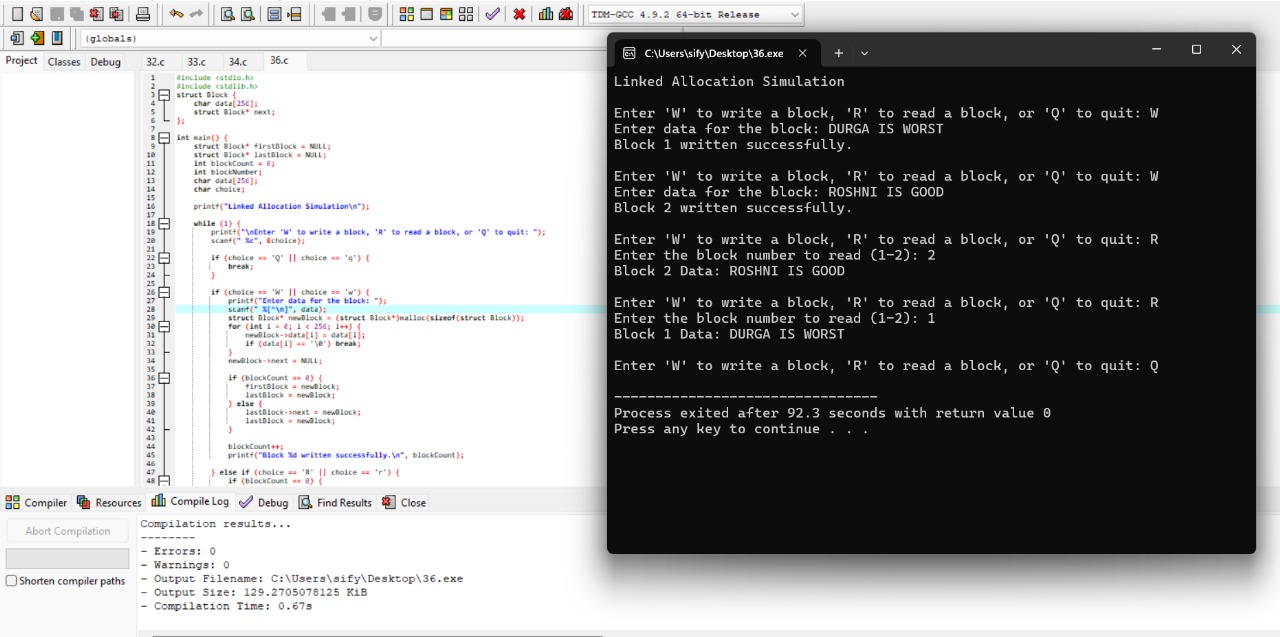 TDM-GCC 4.9.2 64-bit Release
(globals)
Project Classes Debug
32.c 33.c 34.c 36.c
1 #include <stdio.h>
2 #include <stdlib.h>
3 struct Block {
4 char data[256];
5 struct Block* next;
6 };
7
8 int main() {
9 struct Block* firstBlock = NULL;
10 struct Block* lastBlock = NULL;
11 int blockCount = 0;
12 int blockNumber;
13 char data[256];
14 char choice;
15
16 printf("Linked Allocation Simulation\n");
17
18 while (1) {
19 printf("\nEnter 'W' to write a block, 'R' to read a block, or 'Q' to quit: ");
20 scanf(" %c", &choice);
21
22 if (choice == 'Q' || choice == 'q') {
23 break;
24 }
25
26 if (choice == 'W' || choice == 'w') {
27 printf("Enter data for the block: ");
28 scanf(" %[^\n]", data);
29 struct Block* newBlock = (struct Block*)malloc(sizeof(struct Block));
30 for (int i = 0; i < 256; i++) {
31 newBlock->data[i] = data[i];
32 if (data[i] == '\0') break;
33 }
34 newBlock->next = NULL;
35
36 if (blockCount == 0) {
37 firstBlock = newBlock;
38 lastBlock = newBlock;
39 } else {
40 lastBlock->next = newBlock;
41 lastBlock = newBlock;
42 }
43
44 blockCount++;
45 printf("Block %d written successfully.\n", blockCount);
46
47 } else if (choice == 'R' || choice == 'r') {
48 if (blockCount == 0) {
C:\Users\sify\Desktop\36.exe
Linked Allocation Simulation
Enter 'W' to write a block, 'R' to read a block, or 'Q' to quit: W
Enter data for the block: DURGA IS WORST
Block 1 written successfully.
Enter 'W' to write a block, 'R' to read a block, or 'Q' to quit: W
Enter data for the block: ROSHNI IS GOOD
Block 2 written successfully.
Enter 'W' to write a block, 'R' to read a block, or 'Q' to quit: R
Enter the block number to read (1-2): 2
Block 2 Data: ROSHNI IS GOOD
Enter 'W' to write a block, 'R' to read a block, or 'Q' to quit: R
Enter the block number to read (1-2): 1
Block 1 Data: DURGA IS WORST
Enter 'W' to write a block, 'R' to read a block, or 'Q' to quit: Q
--------------------------------
Process exited after 92.3 seconds with return value 0
Press any key to continue . . .
Compiler Resources Compile Log Debug Find Results Close
Abort Compilation
Shorten compiler paths
Compilation results...
--------
- Errors: 0
- Warnings: 0
- Output Filename: C:\Users\sify\Desktop\36.exe
- Output Size: 129.2705078125 KiB
- Compilation Time: 0.67s